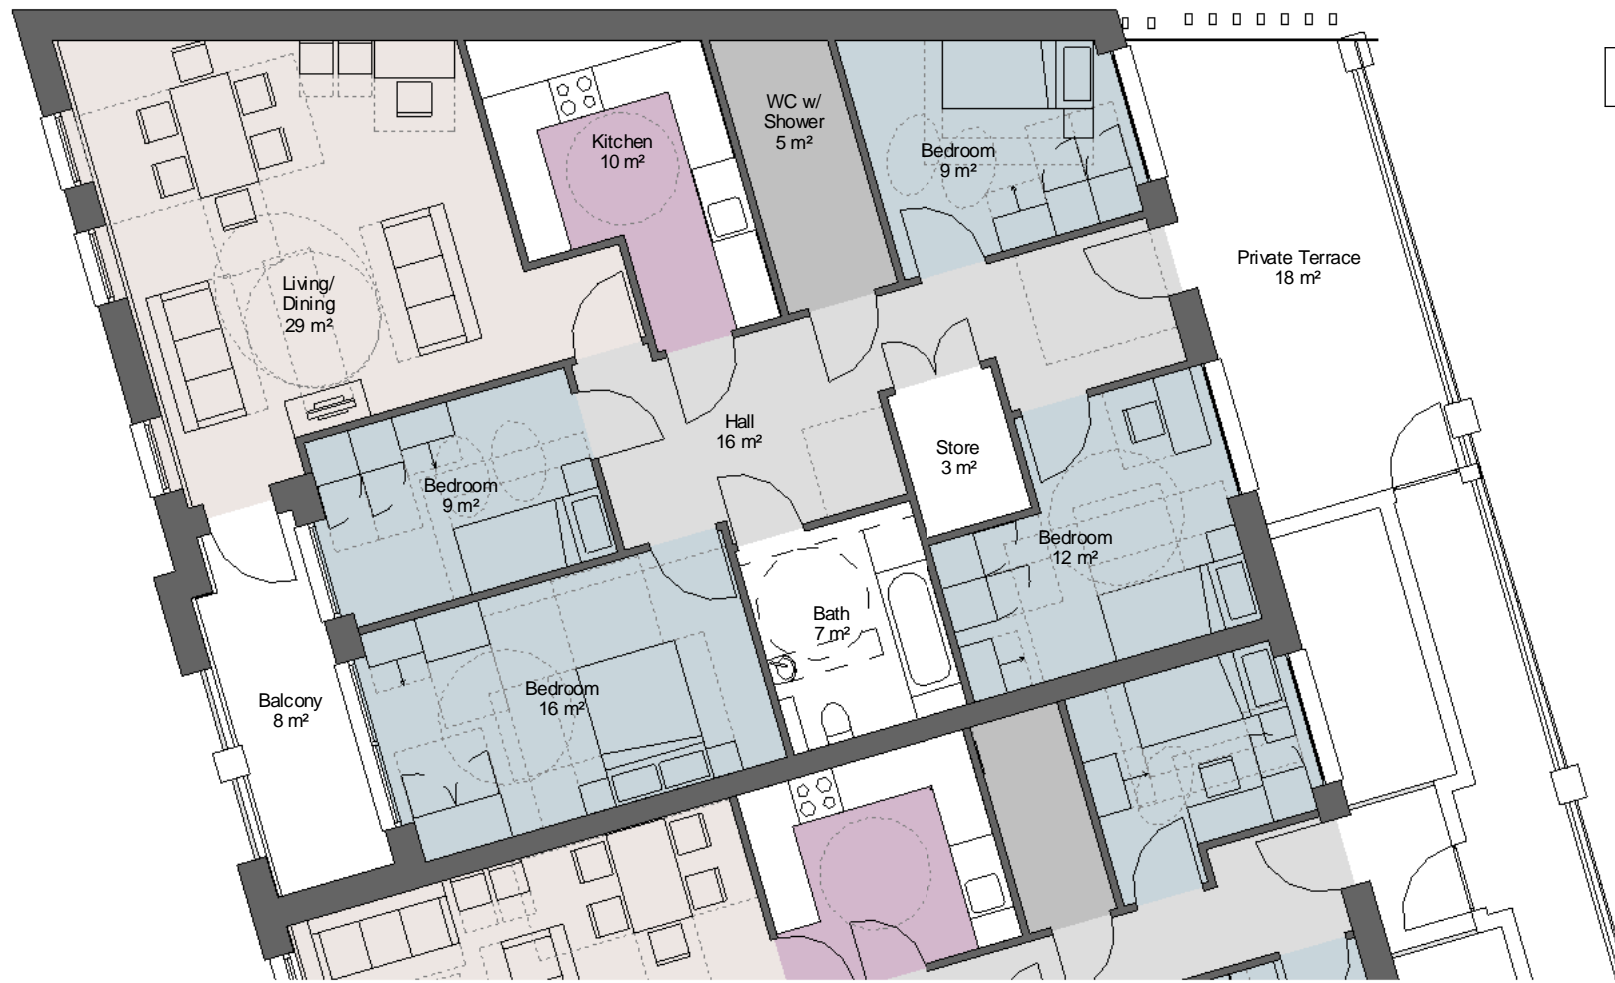 WC w/
Shower
5 m²
Kitchen
10 m²
Bedroom
9 m²
Private Terrace
18 m²
Living/
Dining
29 m²
Hall
16 m²
Store
3 m²
Bedroom
9 m²
Bedroom
12 m²
Bath
7 m²
Bedroom
16 m²
Balcony
8 m²